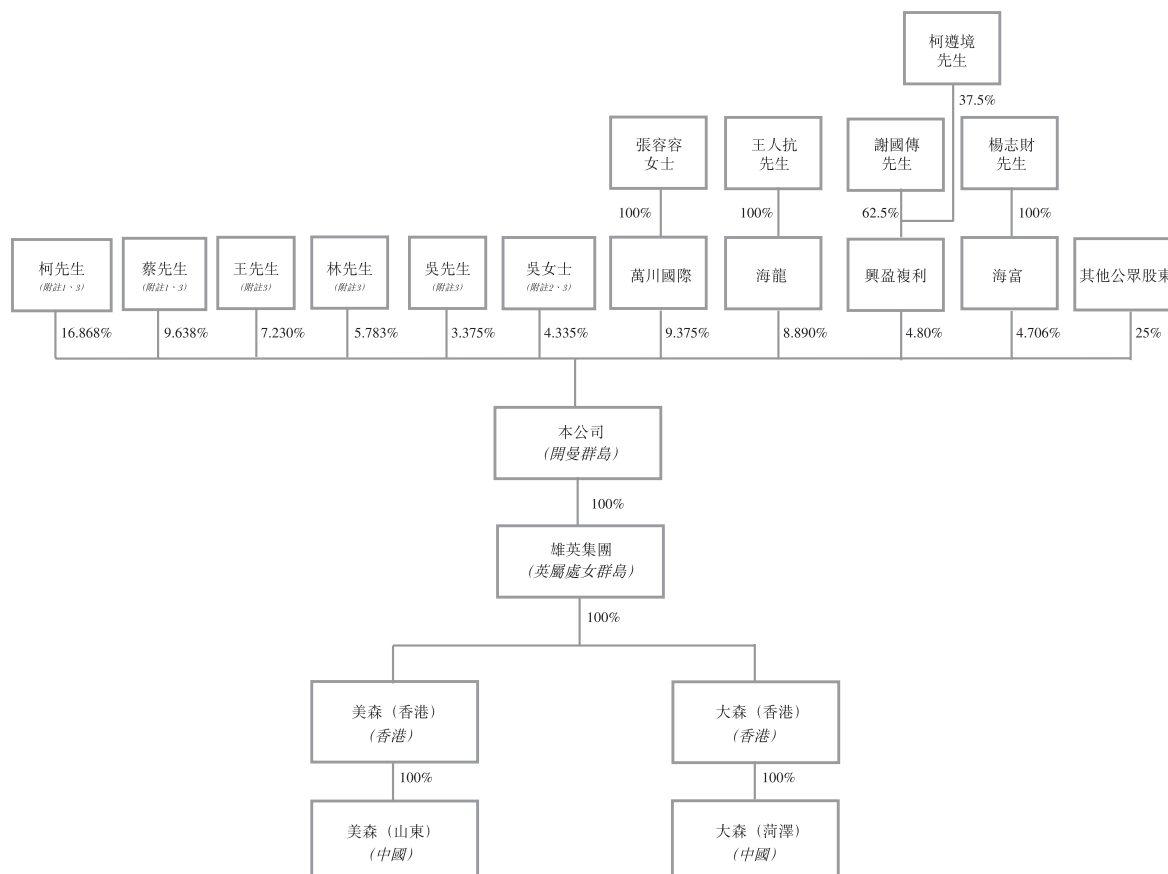 柯遵境
先生
37.5%
張容容
女士
王人抗
先生
謝國傳
先生
楊志財
先生
100%
100%
62.5%
100%
柯先生
(附註1、3)
蔡先生
(附註1、3)
王先生
(附註3)
林先生
(附註3)
吳先生
(附註3)
吳女士
(附註2、3)
萬川國際
海龍
興盈複利
海富
其他公眾股東
16.868%
9.638%
7.230%
5.783%
3.375%
4.335%
9.375%
8.890%
4.80%
4.706%
25%
本公司
（開曼群島）
100%
雄英集團
（英屬處女群島）
100%
美森（香港）
（香港）
大森（香港）
（香港）
100%
100%
美森（山東）
（中國）
大森（菏澤）
（中國）